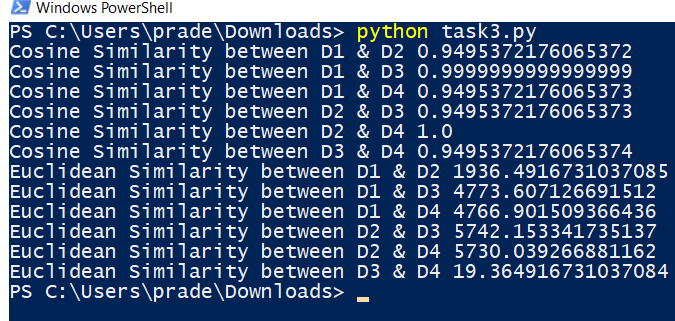 Windows PowerShell
PS C:\Users\prade\Downloads> python task3.py
Cosine Similarity between D1 & D2 0.9495372176065372
Cosine Similarity between D1 & D3 0.9999999999999999
Cosine Similarity between D1 & D4 0.9495372176065373
Cosine Similarity between D2 & D3 0.9495372176065373
Cosine Similarity between D2 & D4 1.0
Cosine Similarity between D3 & D4 0.9495372176065374
Euclidean Similarity between D1 & D2 1936.4916731037085
Euclidean Similarity between D1 & D3 4773.607126691512
Euclidean Similarity between D1 & D4 4766.901509366436
Euclidean Similarity between D2 & D3 5742.153341735137
Euclidean Similarity between D2 & D4 5730.039266881162
Euclidean Similarity between D3 & D4 19.364916731037084
PS C:\Users\prade\Downloads>